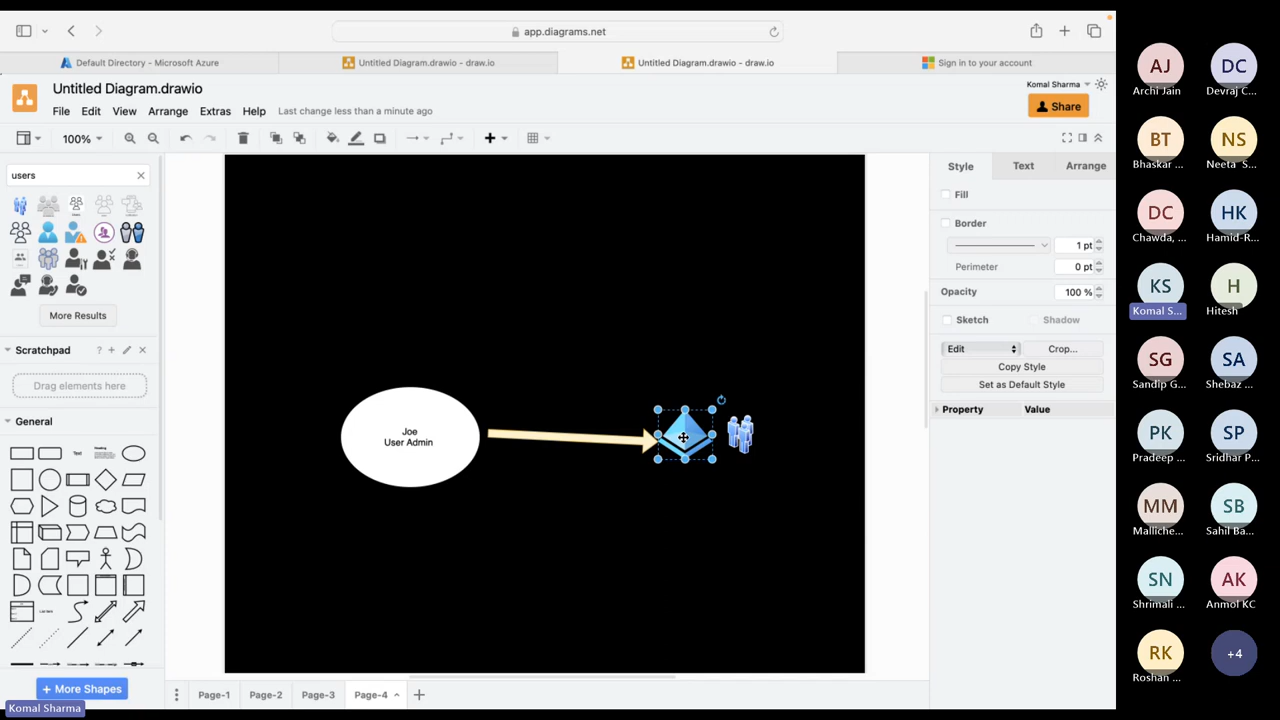 app.diagrams.net
Default Directory - Microsoft Azure
Untitled Diagram.drawio - draw.io
Untitled Diagram.drawio - draw.io
Sign in to your account
Untitled Diagram.drawio
Komal Sharma
File Edit View Arrange Extras Help Last change less than a minute ago
Share
100%
users
More Results
Scratchpad
?
Drag elements here
General
Text
Heading
+ More Shapes
Komal Sharma
Joe
User Admin
Page-1 Page-2 Page-3 Page-4
Style Text Arrange
Fill
Border
1 pt
Perimeter 0 pt
Opacity 100 %
Sketch Shadow
Edit Crop...
Copy Style
Set as Default Style
Property Value
AJ DC
Archi Jain Devraj C...
BT NS
Bhaskar ... Neeta S...
DC HK
Chawda, ... Hamid-R...
KS H
Komal S... Hitesh
SG SA
Sandip G... Shebaz ...
PK SP
Pradeep ... Sridhar P...
MM SB
Malliche... Sahil Ba...
SN AK
Shrimali ... Anmol KC
RK +4
Roshan ...